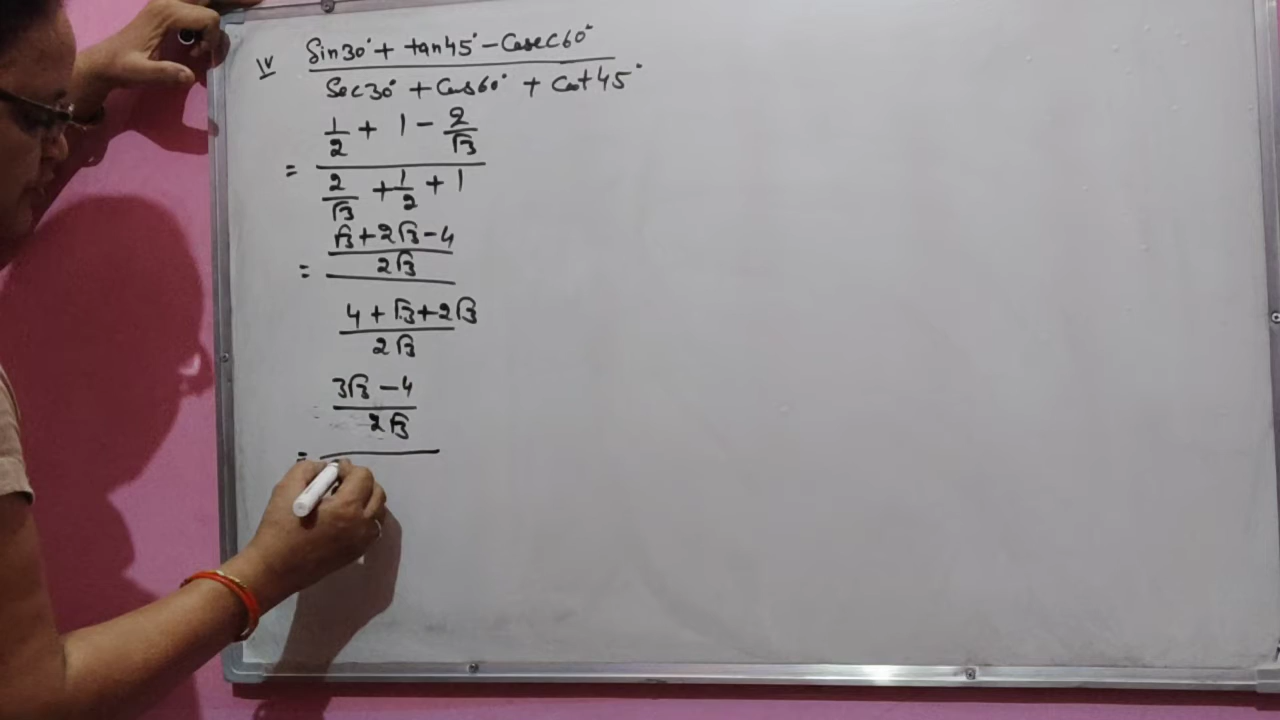 iv sin30° + tan45° - Cosec60°
Sec30° + Cos60° + Cot45°
1/2 + 1 - 2/√3
=
2/√3 + 1/2 + 1
√3 + 2√3 - 4
2√3
=
4 + √3 + 2√3
2√3
3√3 - 4
2√3
=